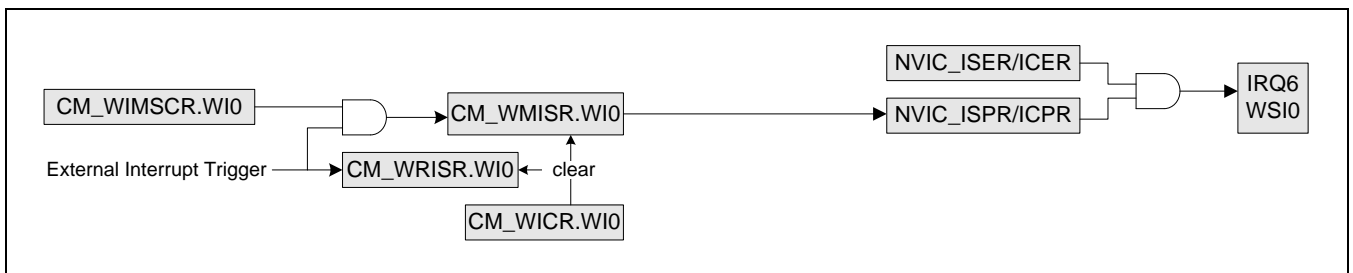 NVIC_ISER/ICER
CM_WIMSCR.WI0
CM_WMISR.WI0
NVIC_ISPR/ICPR
IRQ6
WSI0
External Interrupt Trigger
CM_WRISR.WI0
clear
CM_WICR.WI0